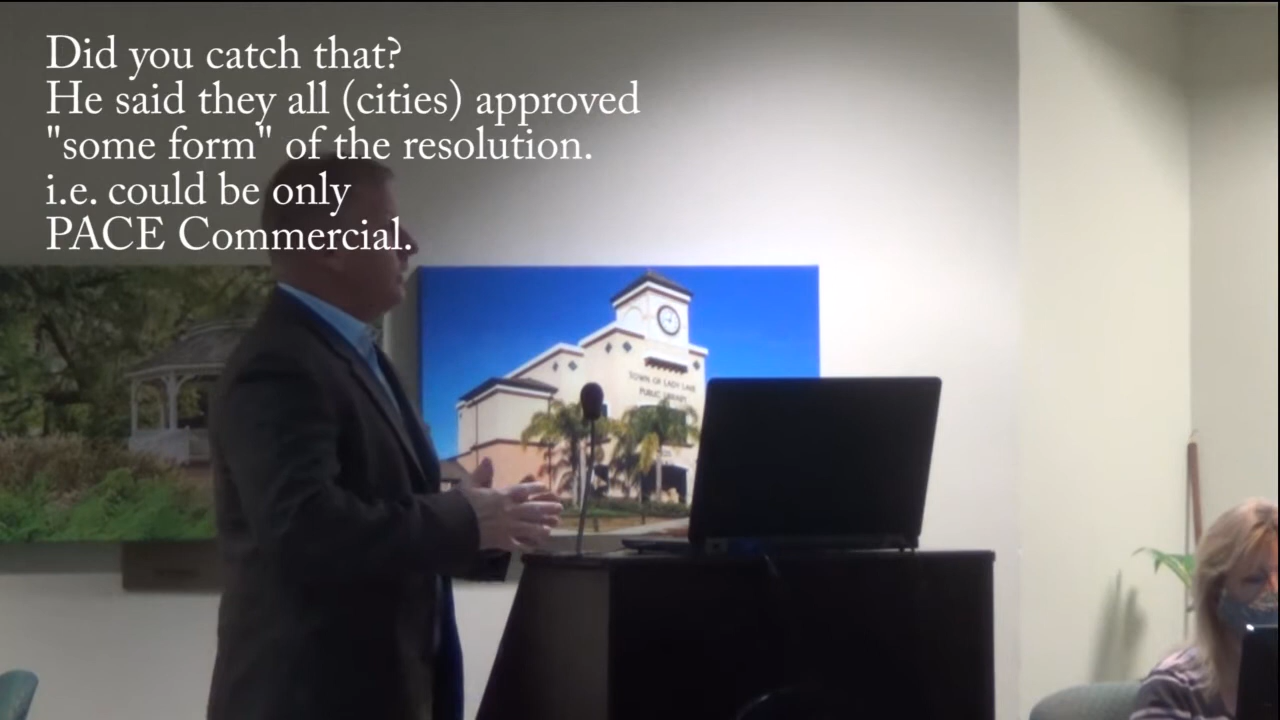 Did you catch that?
He said they all (cities) approved
"some form" of the resolution.
i.e. could be only
PACE Commercial.
TOWN OF LADY LAKE
PUBLIC LIBRARY